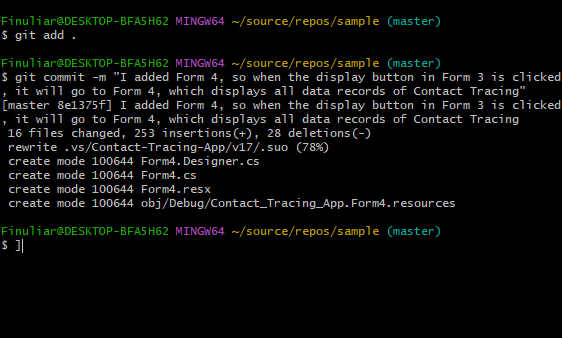 Finuliar@DESKTOP-BFA5H62 MINGW64 ~/source/repos/sample (master)
$ git add .
Finuliar@DESKTOP-BFA5H62 MINGW64 ~/source/repos/sample (master)
$ git commit -m "I added Form 4, so when the display button in Form 3 is clicked
, it will go to Form 4, which displays all data records of Contact Tracing"
[master 8e1375f] I added Form 4, so when the display button in Form 3 is clicked
, it will go to Form 4, which displays all data records of Contact Tracing
 16 files changed, 253 insertions(+), 28 deletions(-)
 rewrite .vs/Contact-Tracing-App/v17/.suo (78%)
 create mode 100644 Form4.Designer.cs
 create mode 100644 Form4.cs
 create mode 100644 Form4.resx
 create mode 100644 obj/Debug/Contact_Tracing_App.Form4.resources
Finuliar@DESKTOP-BFA5H62 MINGW64 ~/source/repos/sample (master)
$ ]